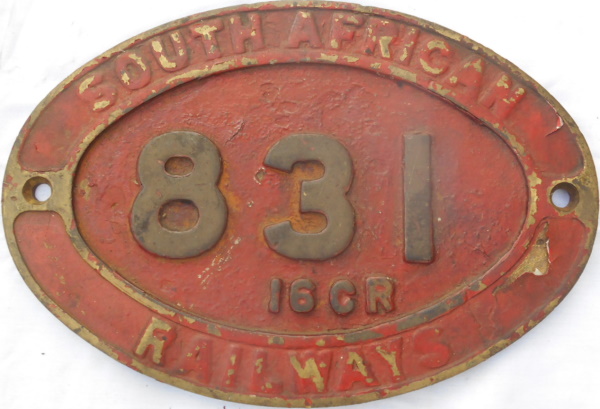 SOUTH AFRICAN
831
16CR
RAILWAYS